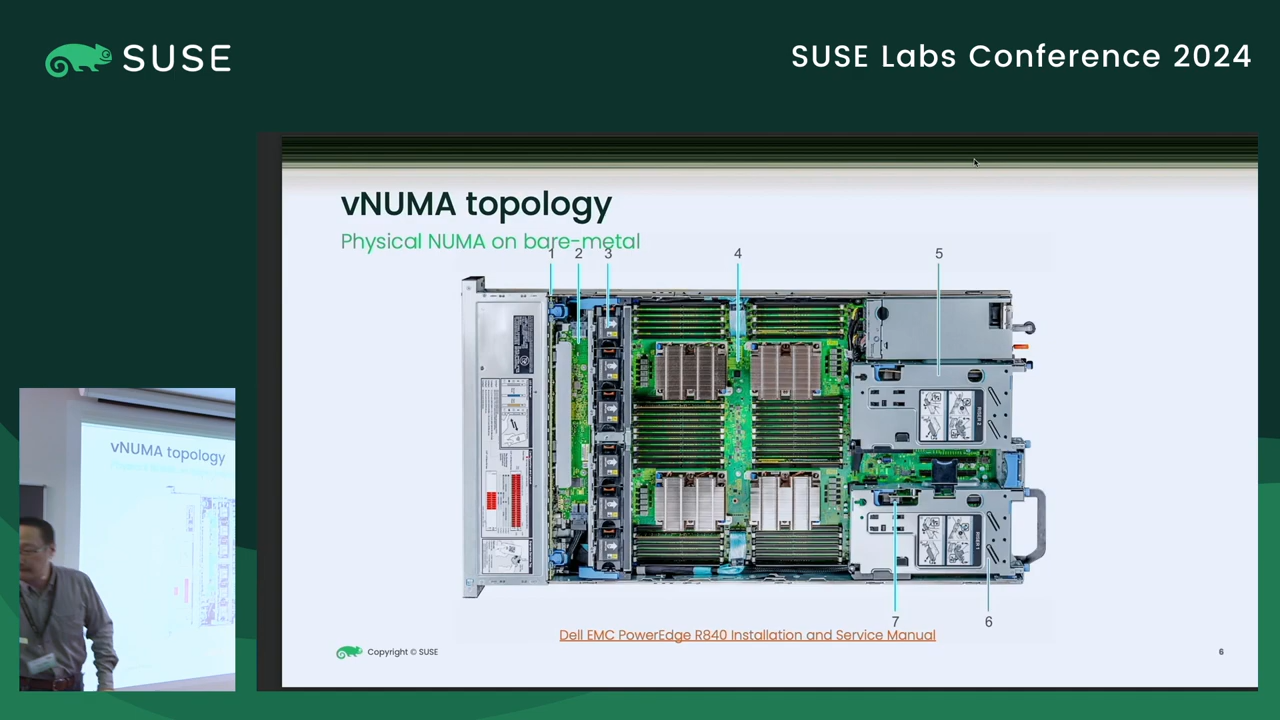 SUSE
SUSE Labs Conference 2024
vNUMA topology
Physical NUMA on bare-metal
1 2 3 4 5
7 6
Dell EMC PowerEdge R840 Installation and Service Manual
Copyright © SUSE
6
vNUMA topology